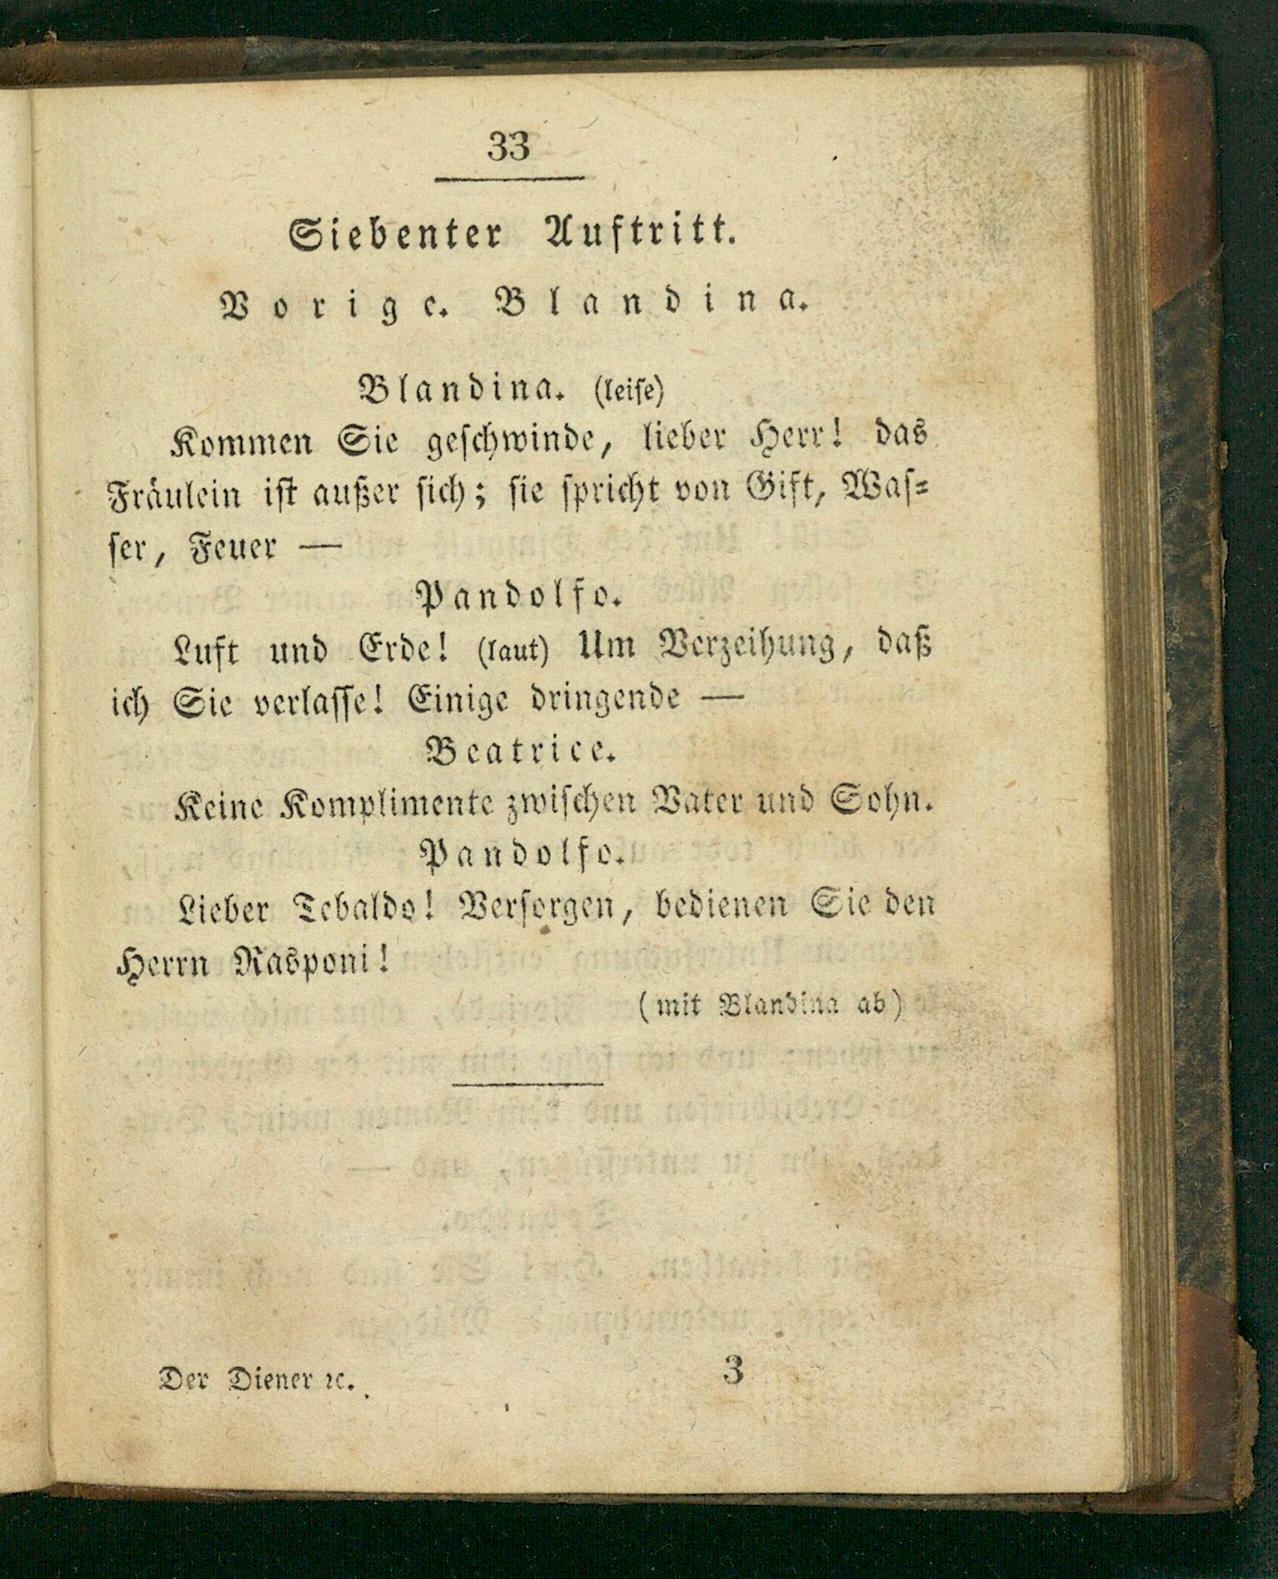 33
Siebenter Auftritt.
Vorige. Blandina.
Blandina. (leise)
Kommen Sie geschwinde, lieber Herr! das
Fräulein ist außer sich; sie spricht von Gift, Was-
ser, Feuer —
Pandolfo.
Luft und Erde! (laut) Um Verzeihung, daß
ich Sie verlasse! Einige dringende —
Beatrice.
Keine Komplimente zwischen Vater und Sohn.
Pandolfo.
Lieber Tebaldo! Versorgen, bedienen Sie den
Herrn Rasponi!
(mit Blandina ab)
Der Diener ꝛc. 3